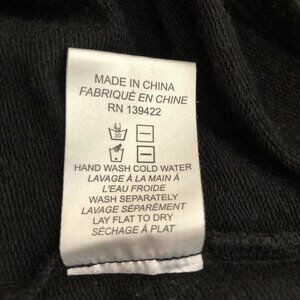 MADE IN CHINA
FABRIQUÉ EN CHINE
RN 139422
30
HAND WASH COLD WATER
LAVAGE À LA MAIN À
L'EAU FROIDE
WASH SEPARATELY
LAVAGE SÉPARÉMENT
LAY FLAT TO DRY
SÉCHAGE À PLAT